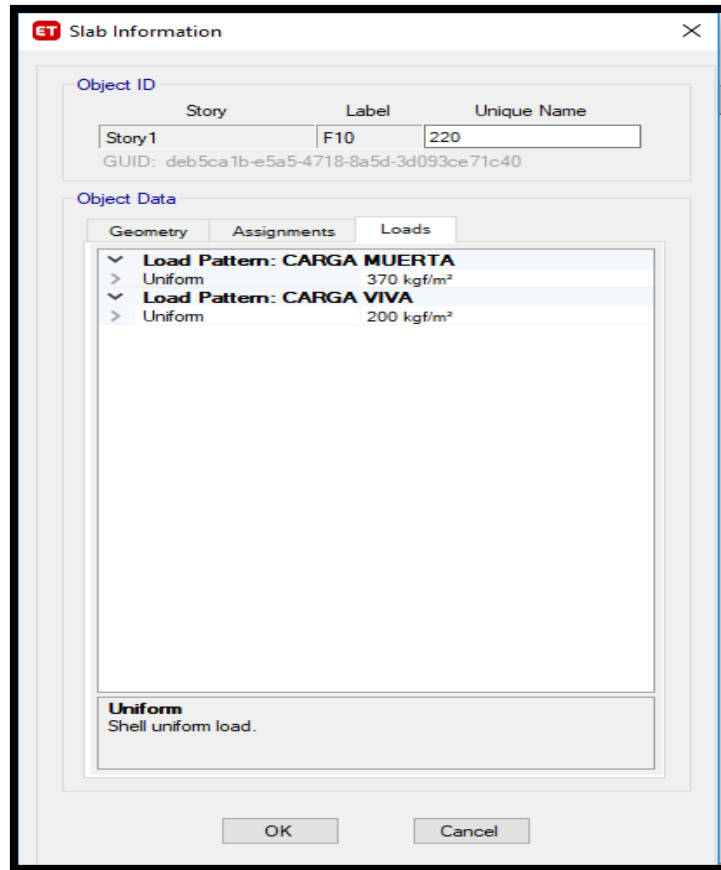 ET Slab Information
Object ID
Story Label Unique Name
Story1 F10 220
GUID: deb5ca1b-e5a5-4718-8a5d-3d093ce71c40
Object Data
Geometry Assignments Loads
Load Pattern: CARGA MUERTA
Uniform 370 kgf/m²
Load Pattern: CARGA VIVA
Uniform 200 kgf/m²
Uniform
Shell uniform load.
OK Cancel